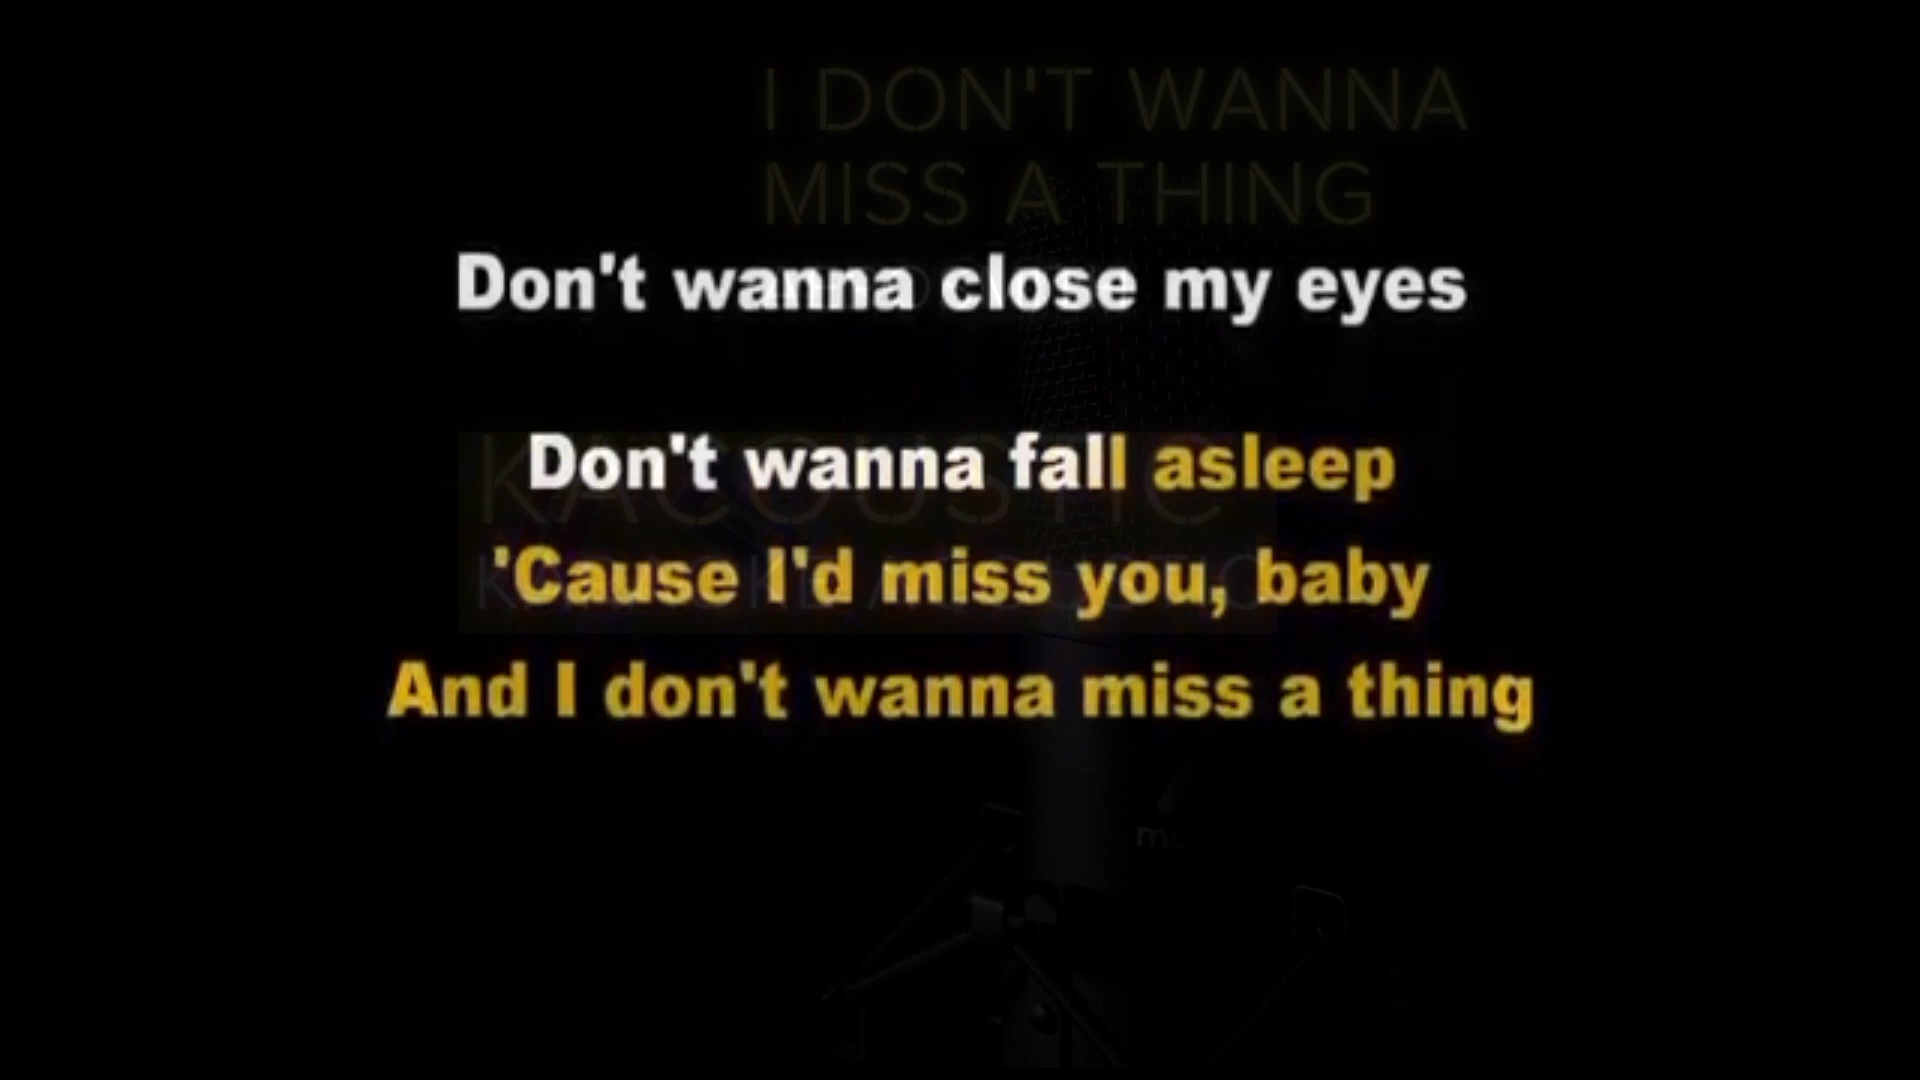 I DON'T WANNA
MISS A THING
Don't wanna close my eyes
KACOUSTIC
Don't wanna fall asleep
'Cause I'd miss you, baby
And I don't wanna miss a thing